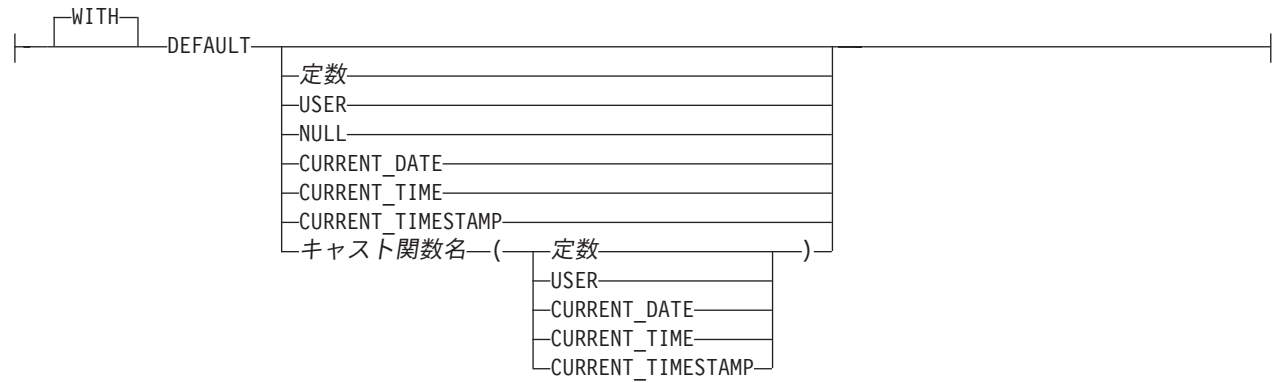 WITH
DEFAULT
定数
USER
NULL
CURRENT_DATE
CURRENT_TIME
CURRENT_TIMESTAMP
キャスト関数名 ( 定数 )
USER
CURRENT_DATE
CURRENT_TIME
CURRENT_TIMESTAMP